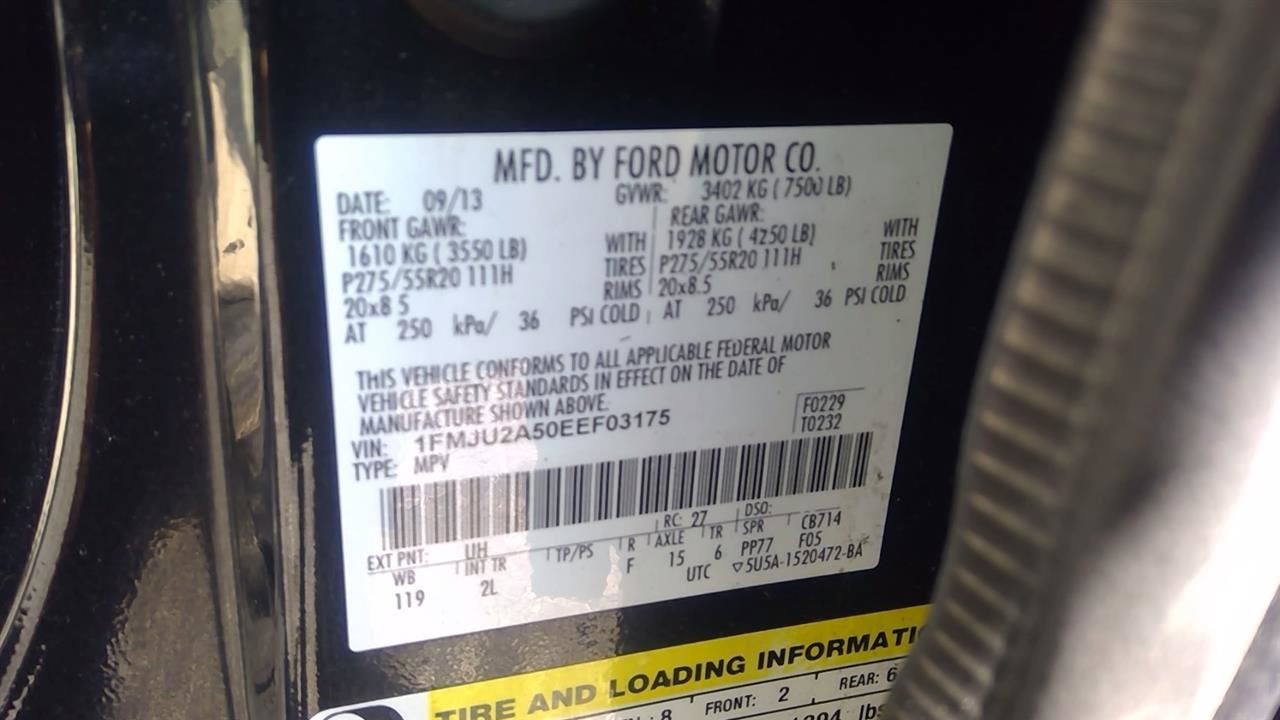 MFD. BY FORD MOTOR CO.
DATE: 09/13 GVWR: 3402 KG ( 7500 LB)
FRONT GAWR: REAR GAWR:
1610 KG ( 3550 LB) WITH 1928 KG ( 4250 LB) WITH
P275/55R20 111H TIRES P275/55R20 111H TIRES
20x8.5 RIMS 20x8.5 RIMS
AT 250 kPa/ 36 PSI COLD AT 250 kPa/ 36 PSI COLD
THIS VEHICLE CONFORMS TO ALL APPLICABLE FEDERAL MOTOR
VEHICLE SAFETY STANDARDS IN EFFECT ON THE DATE OF
MANUFACTURE SHOWN ABOVE.
VIN: 1FMJU2A50EEF03175 F0229
TYPE: MPV T0232
RC: 27 DSO:
EXT PNT: UH TP/PS R AXLE TR SPR CB714
WB INT TR F 15 6 PP77 F05
119 2L UTC ▽5U5A-1520472-BA
TIRE AND LOADING INFORMATI
8 FRONT: 2 REAR: 6
lbs